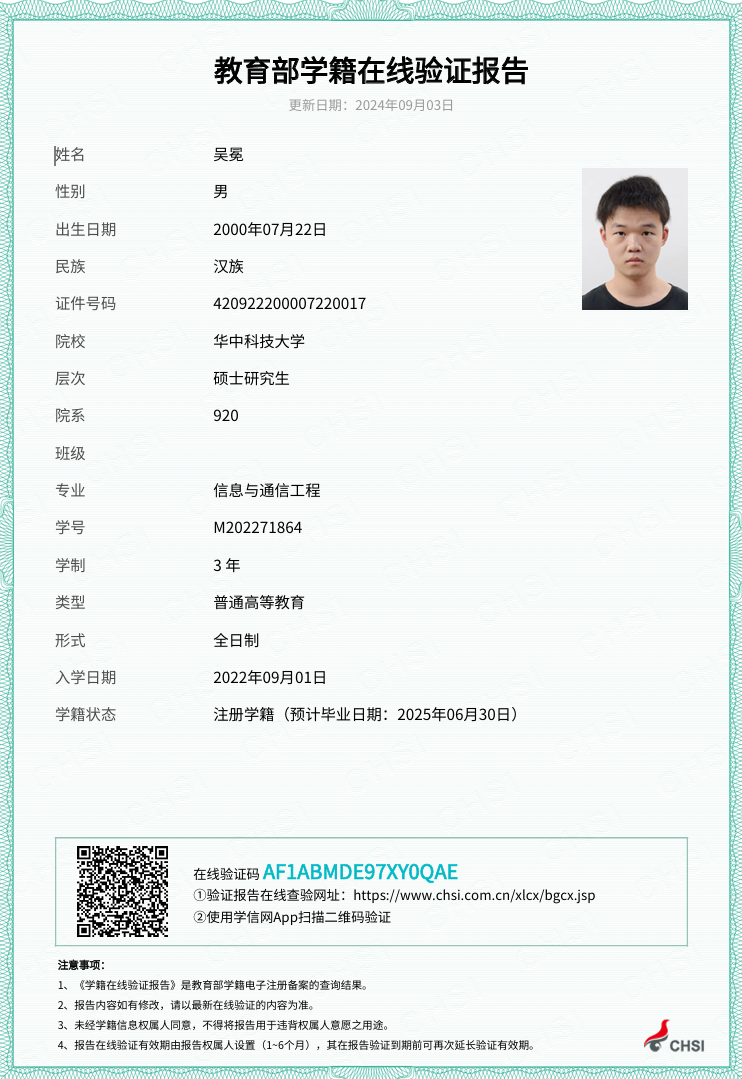 教育部学籍在线验证报告
更新日期：2024年09月03日
姓名 吴冕
性别 男
出生日期 2000年07月22日
民族 汉族
证件号码 420922200007220017
院校 华中科技大学
层次 硕士研究生
院系 920
班级
专业 信息与通信工程
学号 M202271864
学制 3 年
类型 普通高等教育
形式 全日制
入学日期 2022年09月01日
学籍状态 注册学籍（预计毕业日期：2025年06月30日）
在线验证码 AF1ABMDE97XY0QAE
①验证报告在线查验网址：https://www.chsi.com.cn/xlcx/bgcx.jsp
②使用学信网App扫描二维码验证
注意事项：
1、《学籍在线验证报告》是教育部学籍电子注册备案的查询结果。
2、报告内容如有修改，请以最新在线验证的内容为准。
3、未经学籍信息权属人同意，不得将报告用于违背权属人意愿之用途。
4、报告在线验证有效期由报告权属人设置（1~6个月），其在报告验证到期前可再次延长验证有效期。
CHSI